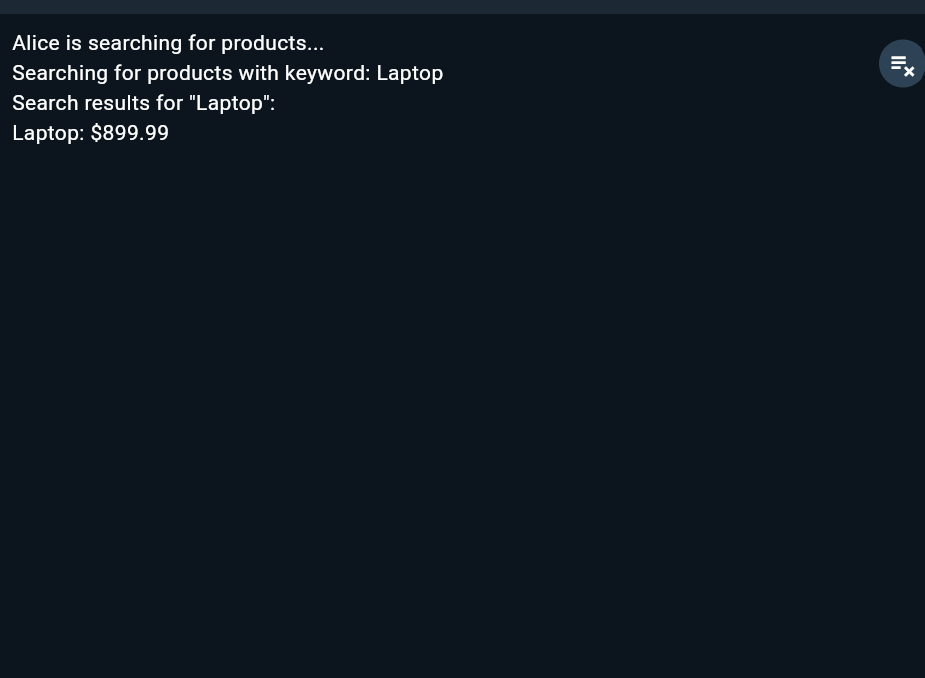 Alice is searching for products...
Searching for products with keyword: Laptop
Search results for "Laptop":
Laptop: $899.99